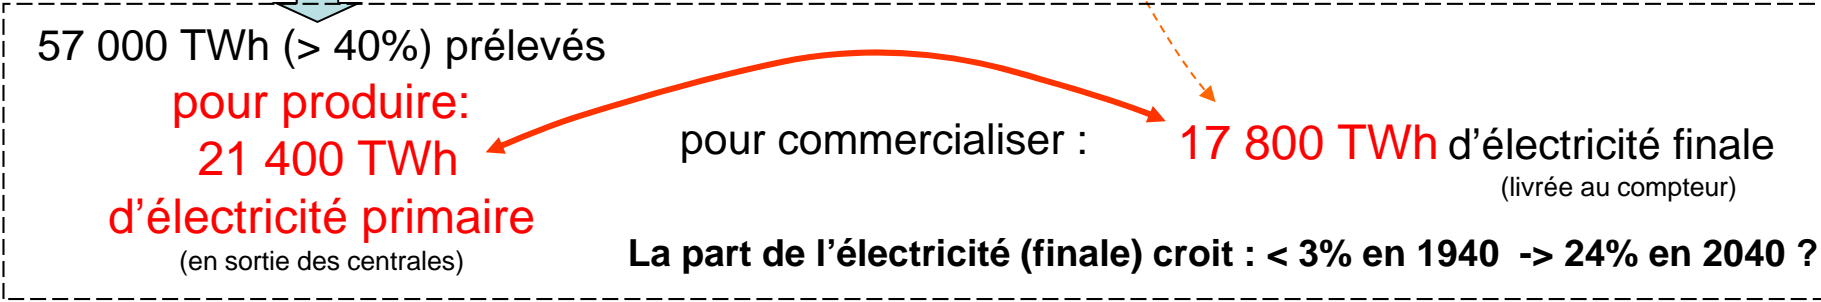 57 000 TWh (> 40%) prélevés
pour produire:
21 400 TWh
d’électricité primaire
(en sortie des centrales)
pour commercialiser :
17 800 TWh d’électricité finale
(livrée au compteur)
La part de l’électricité (finale) croit : < 3% en 1940 -> 24% en 2040 ?